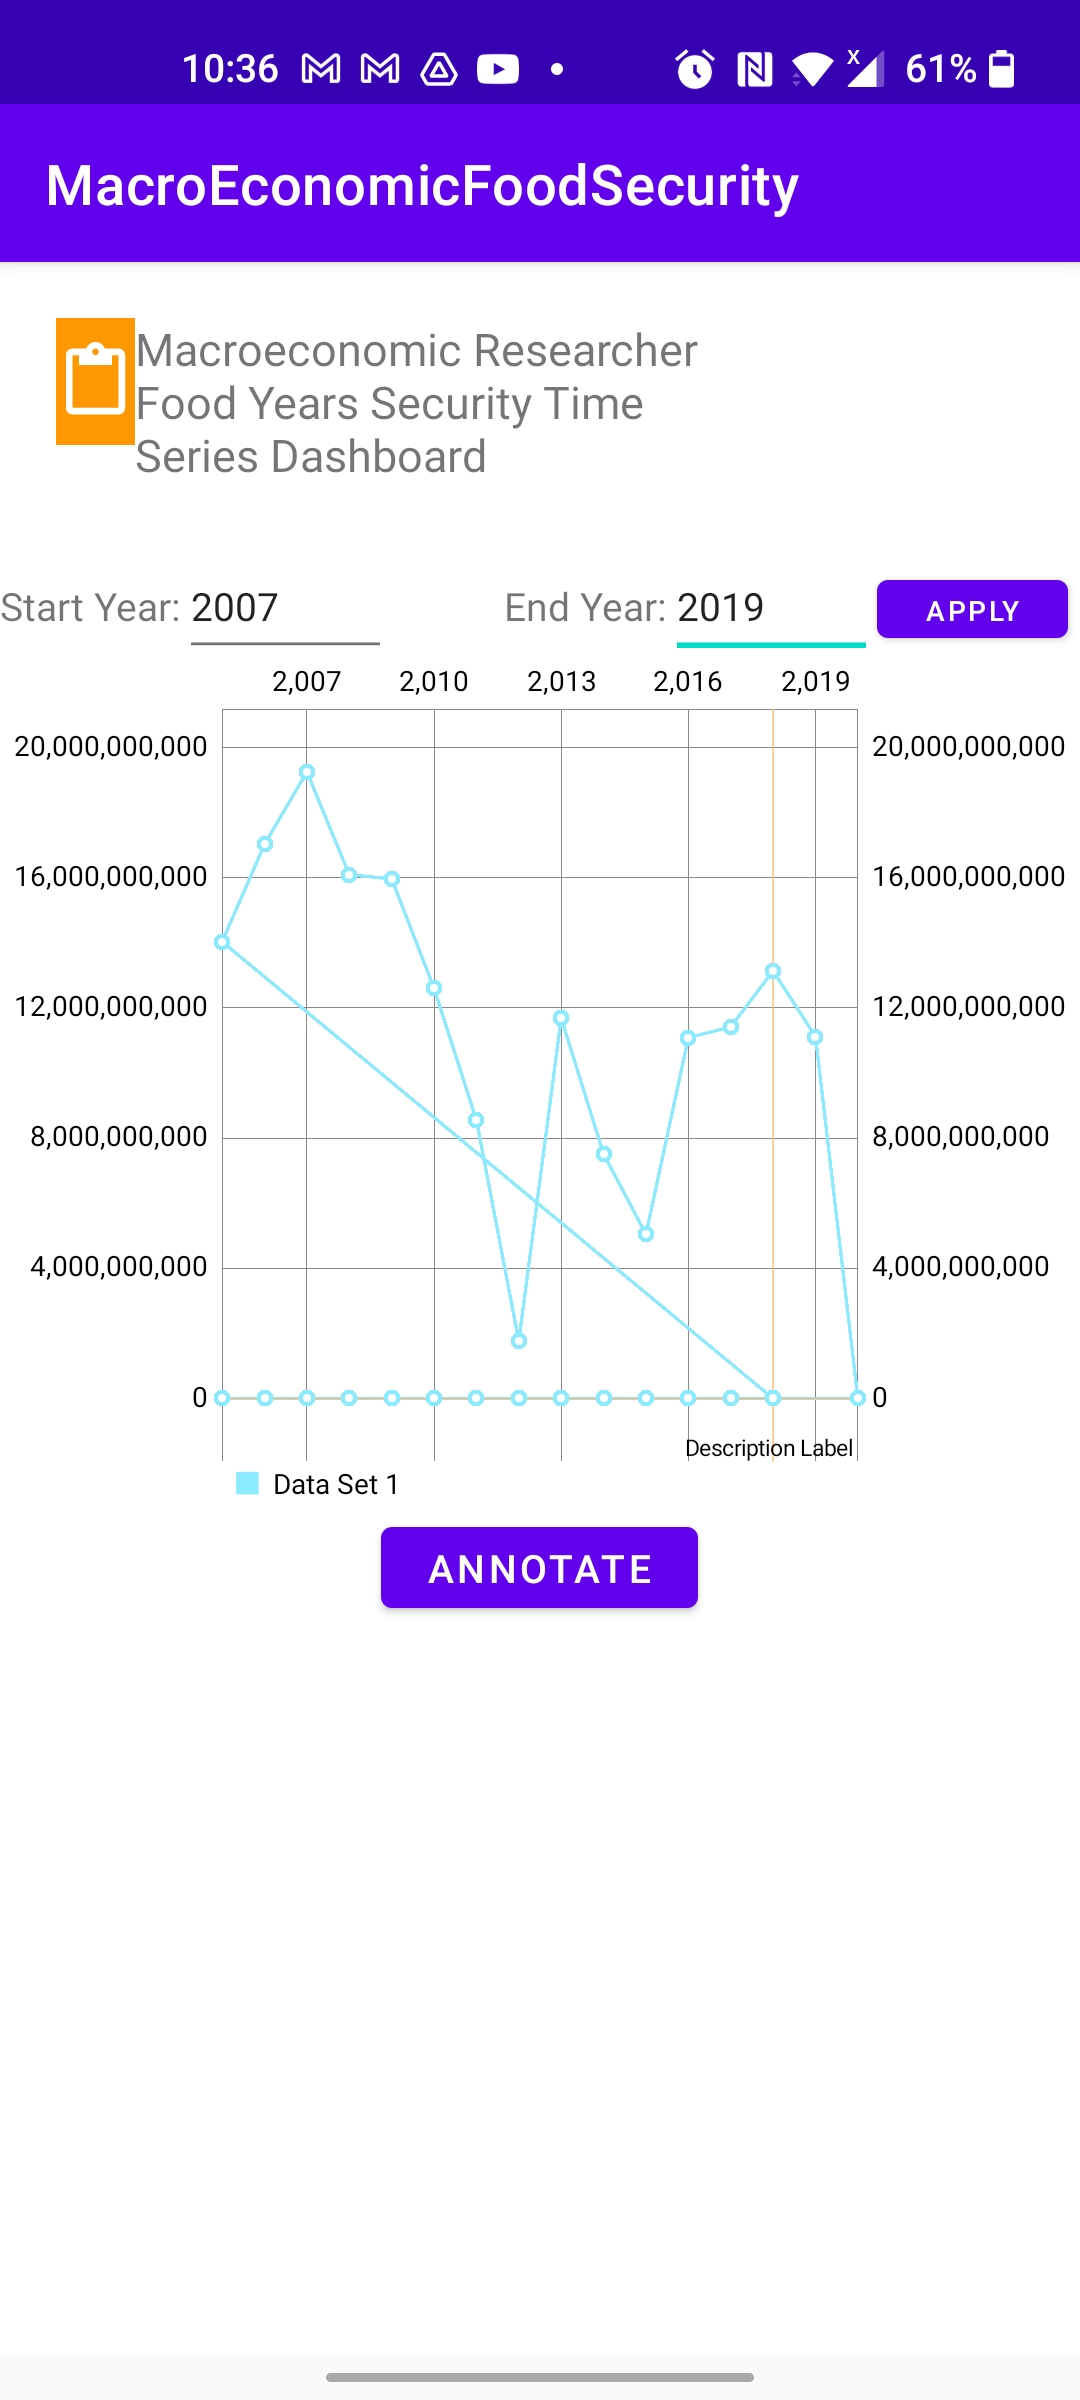 10:36
61%
MacroEconomicFoodSecurity
Macroeconomic Researcher
Food Years Security Time
Series Dashboard
Start Year: 2007 End Year: 2019 APPLY
2,007 2,010 2,013 2,016 2,019
20,000,000,000 20,000,000,000
16,000,000,000 16,000,000,000
12,000,000,000 12,000,000,000
8,000,000,000 8,000,000,000
4,000,000,000 4,000,000,000
0 0
Description Label
Data Set 1
ANNOTATE